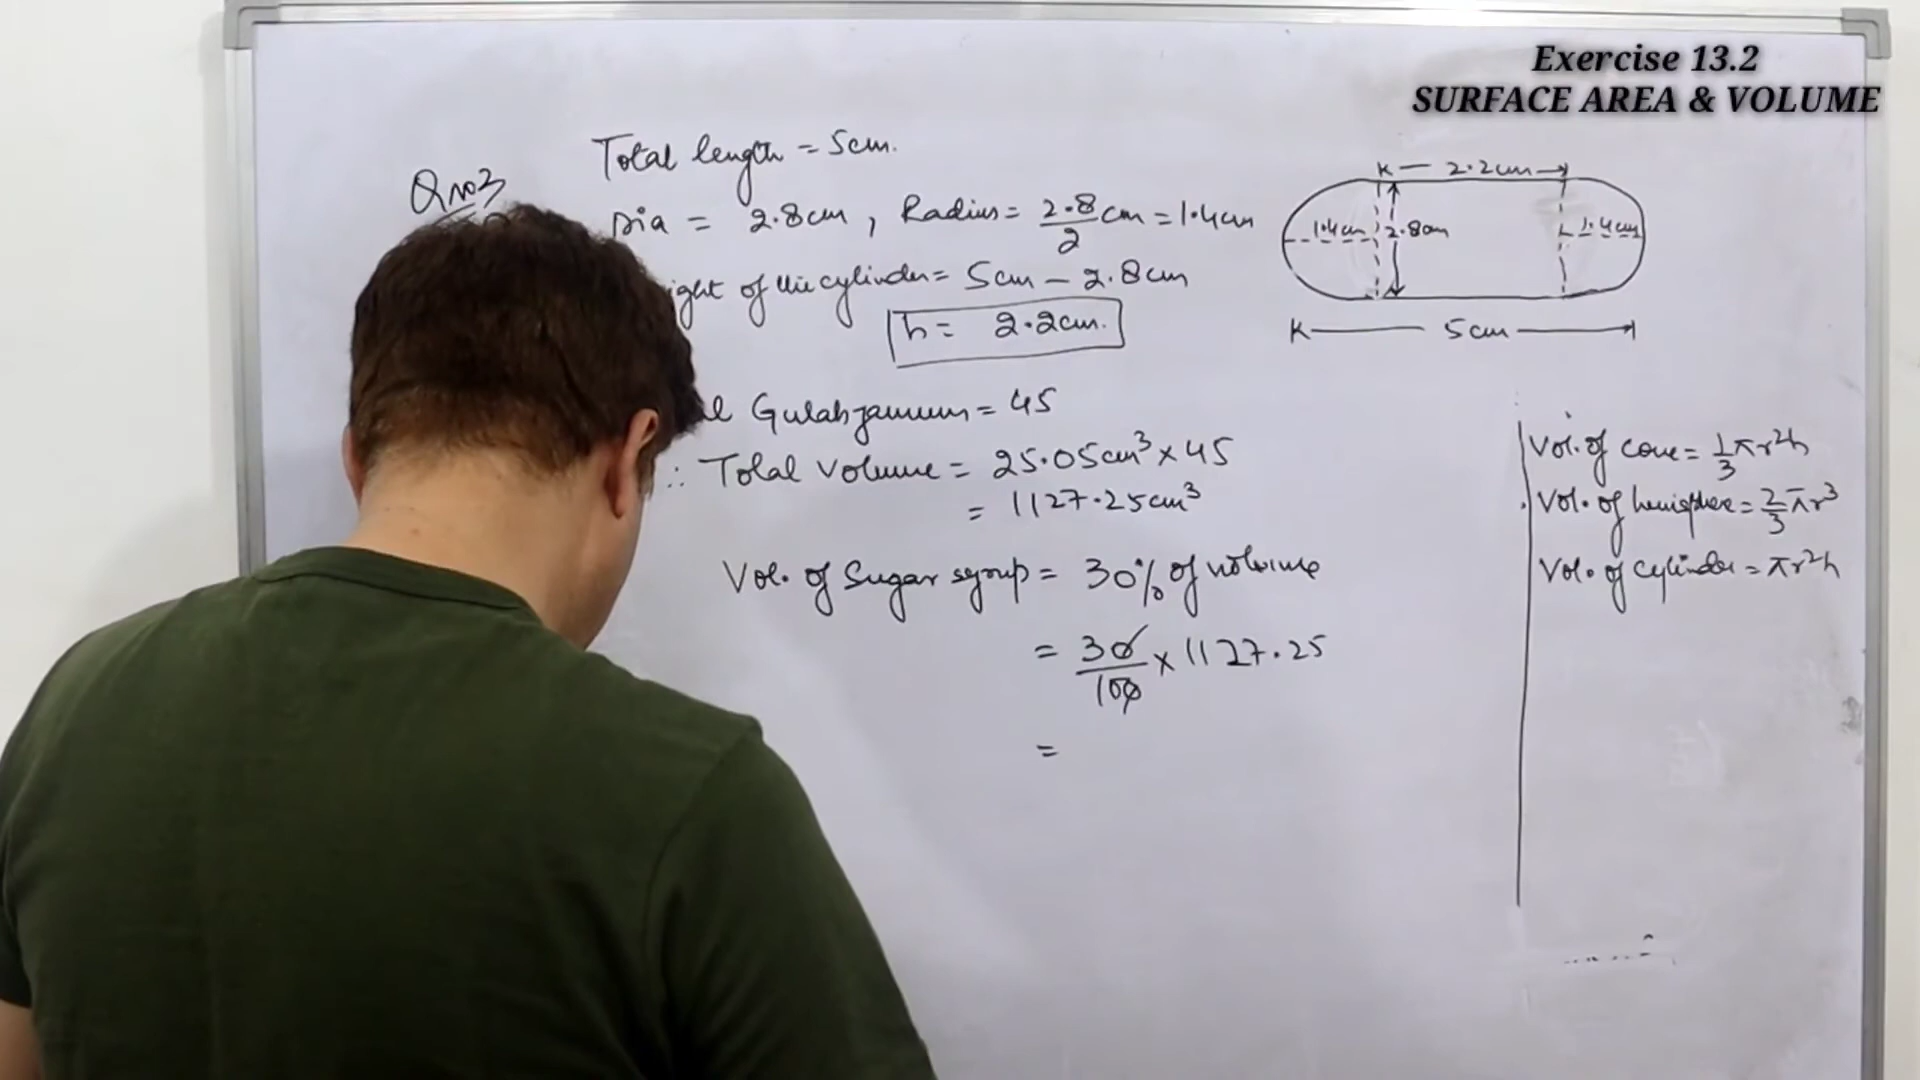 Exercise 13.2
SURFACE AREA & VOLUME
Total length = 5cm.
Q no 3
Dia = 2.8cm , Radius = 2.8/2 cm = 1.4cm
ight of the cylinder = 5cm - 2.8cm
h = 2.2cm.
l Gulabjamum = 45
∴ Total Volume = 25.05cm³ × 45
= 1127.25cm³
Vol. of Sugar syrup = 30% of volume
= 30/100 × 1127.25
=
2.2cm
1.4cm 2.8cm 1.4cm
5cm
Vol. of cone = 1/3 πr²h
Vol. of hemisphere = 2/3 πr³
Vol. of cylinder = πr²h